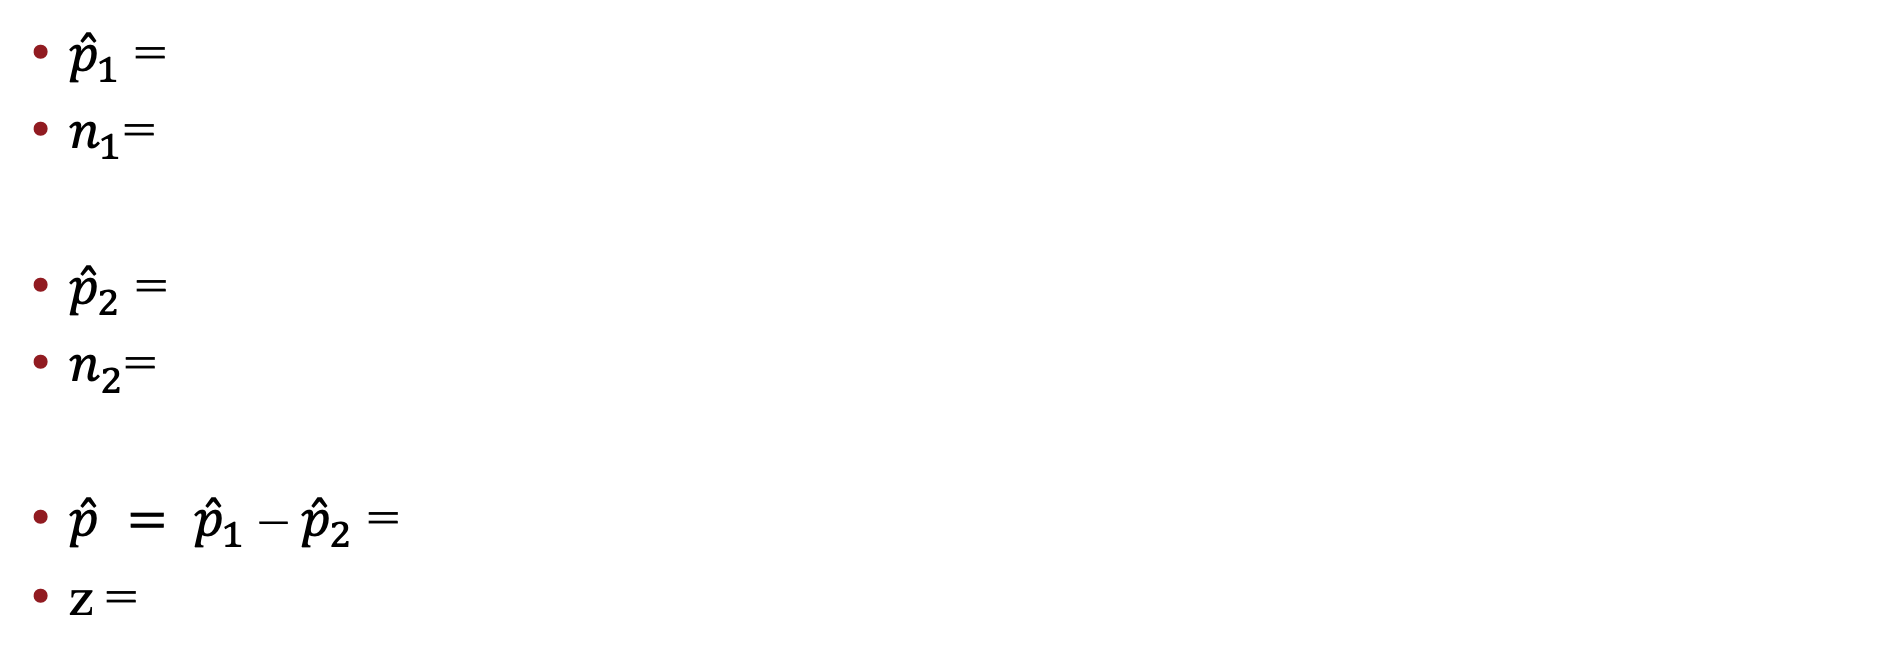 • p̂₁ =
• n₁=
• p̂₂ =
• n₂=
• p̂ = p̂₁ − p̂₂ =
• z =